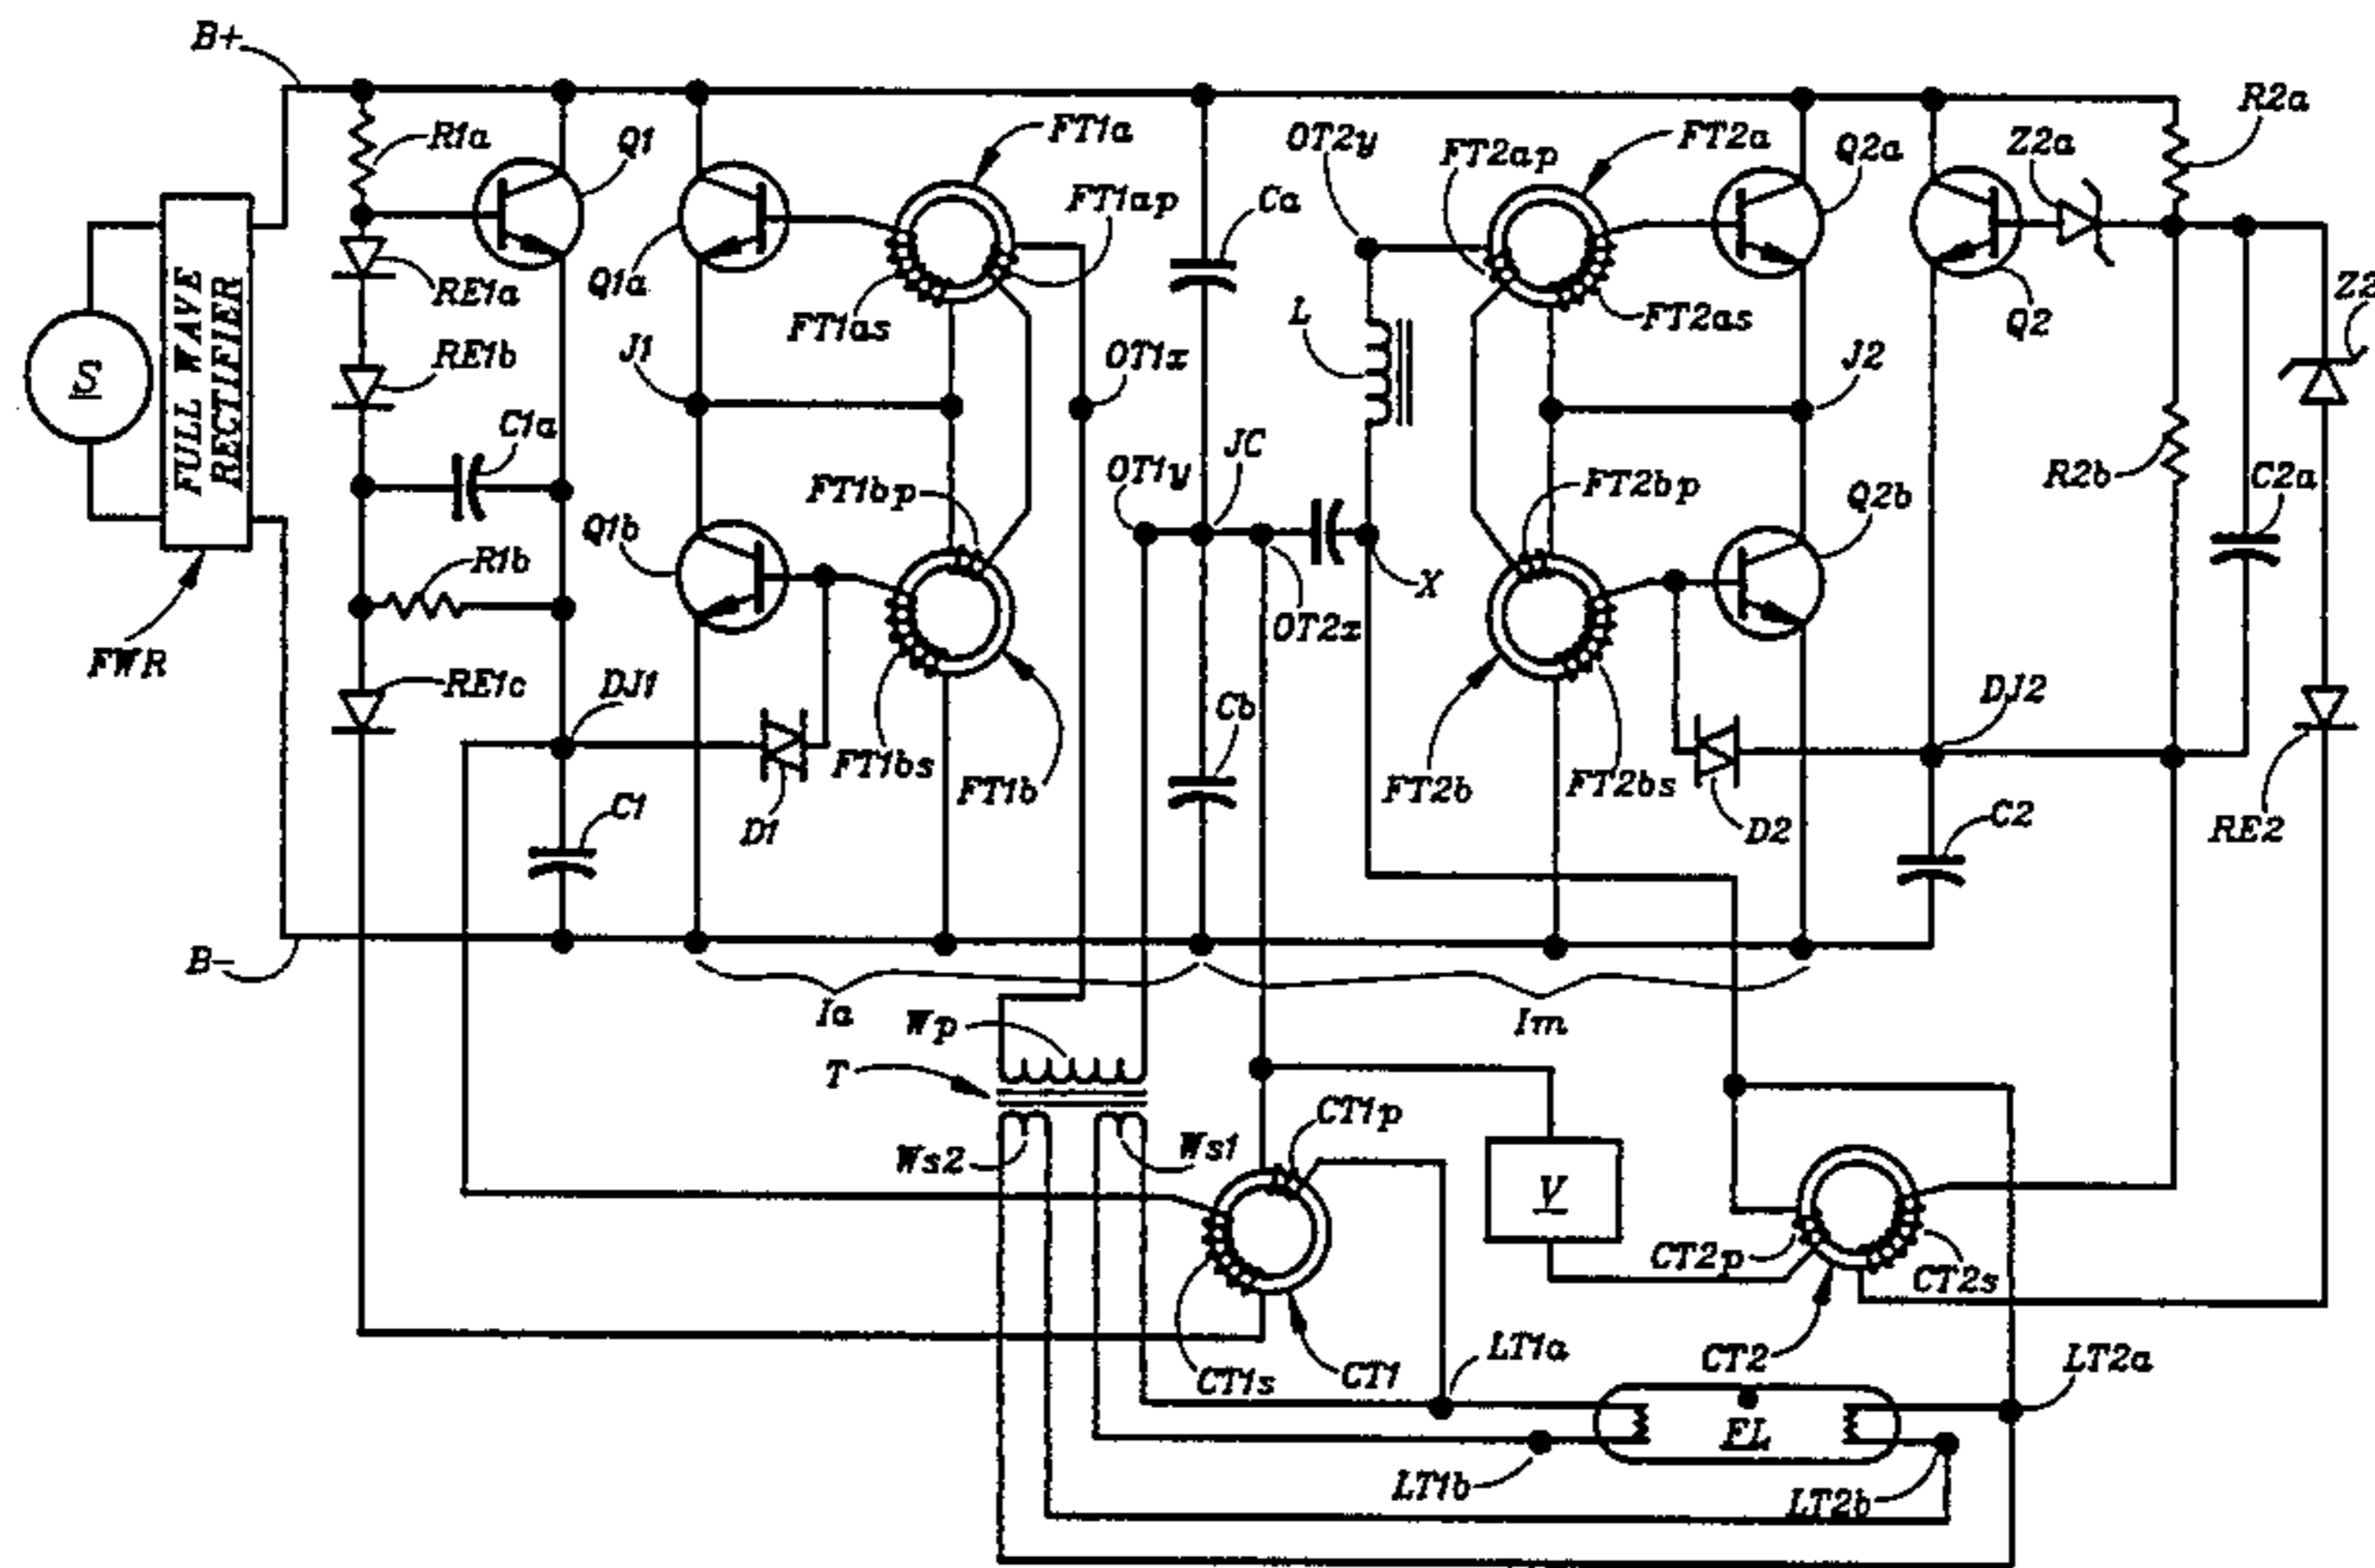 B+
R1a
Q1
FT1a
FT1ap
OT2y
FT2ap
FT2a
Q2a
Z2a
R2a
Ca
S
FULL WAVE
RECTIFIER
RE1a
Q1a
FT1as
L
FT2as
Q2
Z2
RE1b
J1
OT1x
J2
C1a
OT1y
JC
FT1bp
FT2bp
Q2b
R2b
C2a
Q1b
R1b
OT2x
X
FWR
RE1c
DJ1
Cb
DJ2
FT1bs
FT1b
FT2b
FT2bs
C1
D1
D2
C2
RE2
B-
Ia
Im
Wp
T
CT1p
Ws2
Ws1
V
CT2p
CT2s
CT1s
CT1
LT1a
CT2
LT2a
FL
LT1b
LT2b